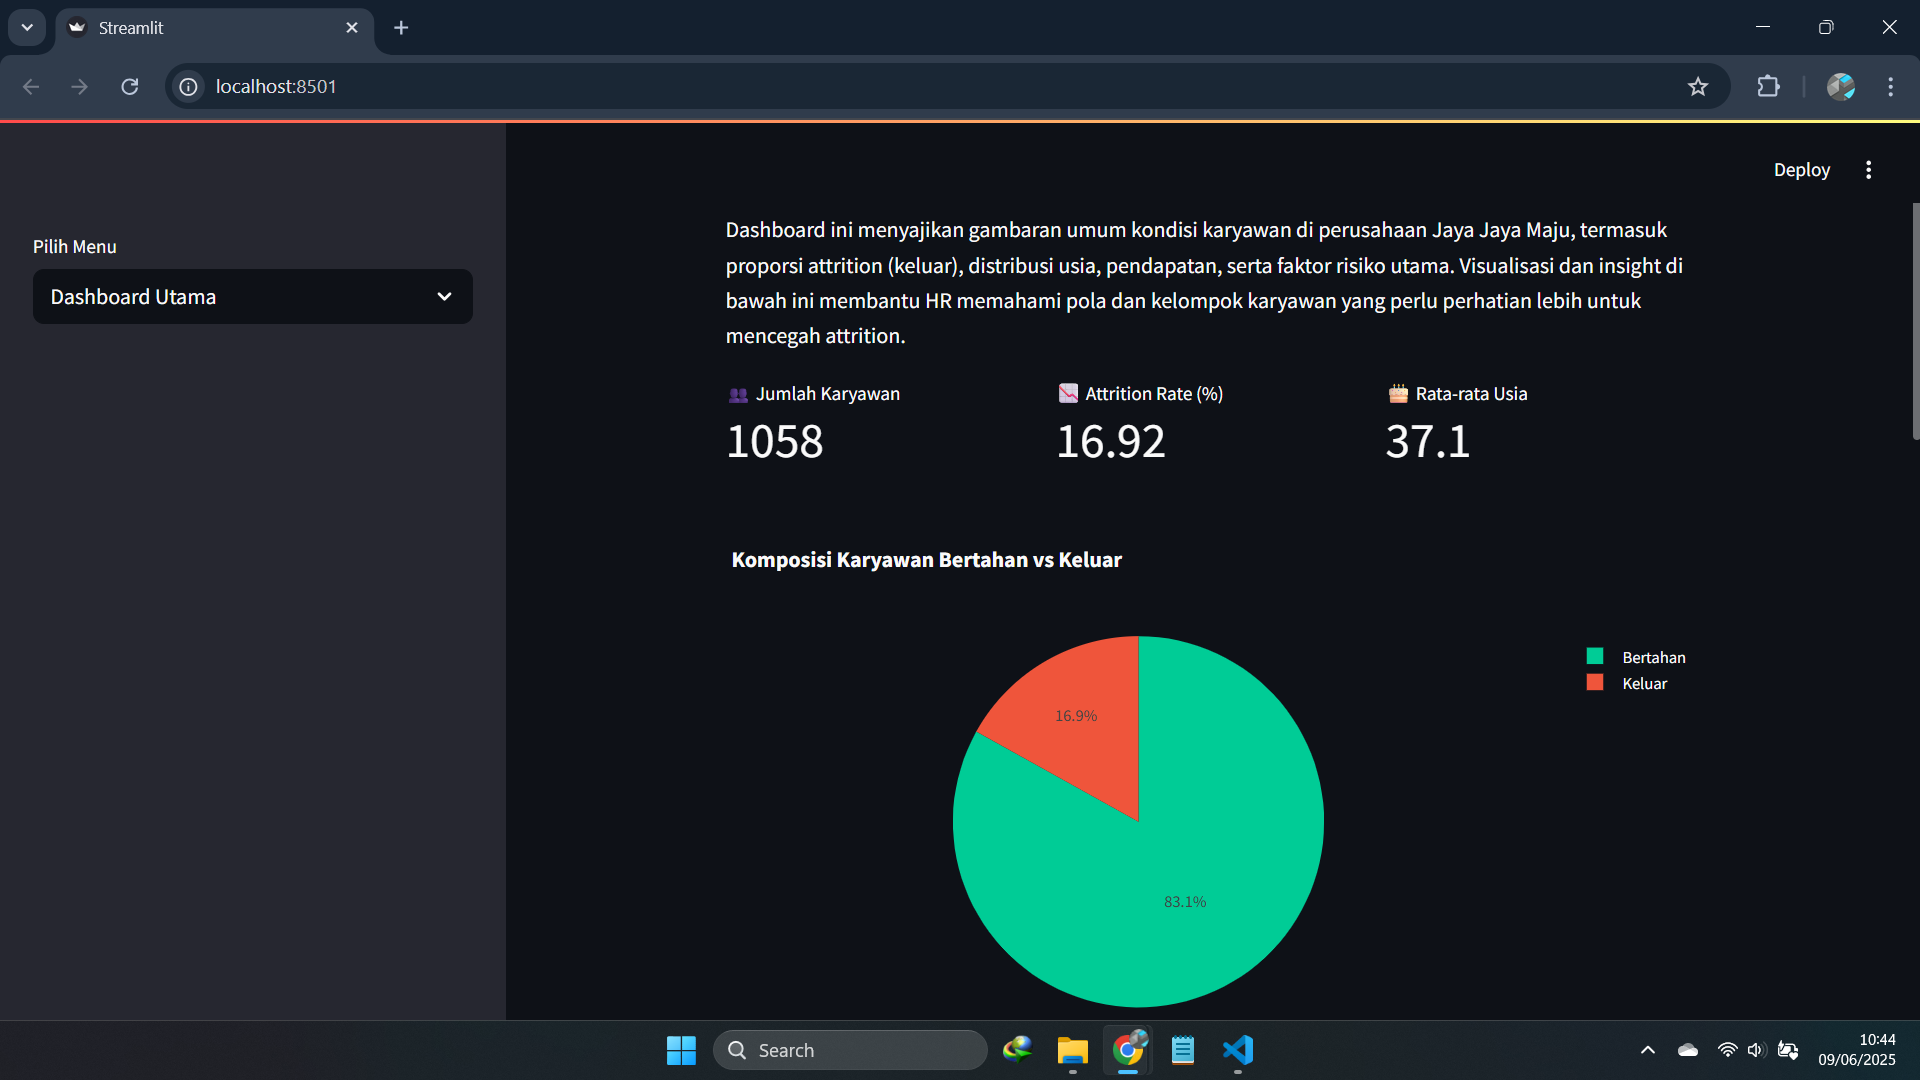 Streamlit
localhost:8501
Deploy
Pilih Menu
Dashboard Utama
Dashboard ini menyajikan gambaran umum kondisi karyawan di perusahaan Jaya Jaya Maju, termasuk
proporsi attrition (keluar), distribusi usia, pendapatan, serta faktor risiko utama. Visualisasi dan insight di
bawah ini membantu HR memahami pola dan kelompok karyawan yang perlu perhatian lebih untuk
mencegah attrition.
👥 Jumlah Karyawan
1058
📉 Attrition Rate (%)
16.92
🎂 Rata-rata Usia
37.1
Komposisi Karyawan Bertahan vs Keluar
Bertahan
Keluar
16.9%
83.1%
Search
10:44
09/06/2025